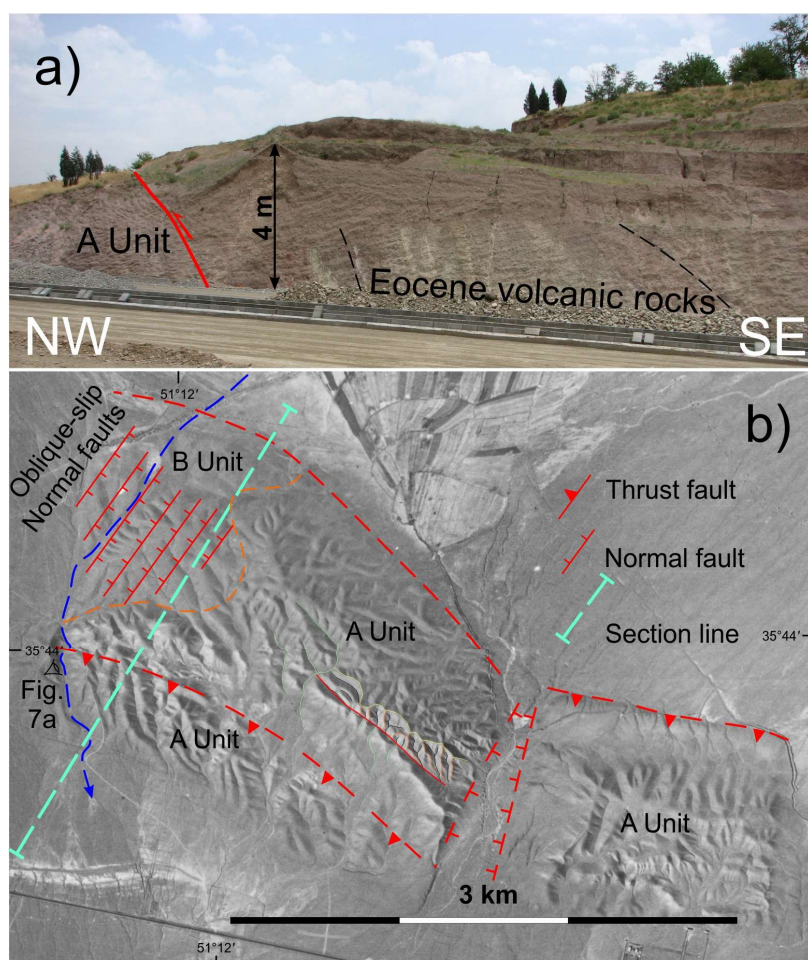 a)
4 m
A Unit
Eocene volcanic rocks
NW
SE
51°12′
b)
Oblique-slip
Normal faults
B Unit
Thrust fault
Normal fault
A Unit
Section line
35°44′
35°44
Fig.
7a
A Unit
A Unit
3 km
51°12′